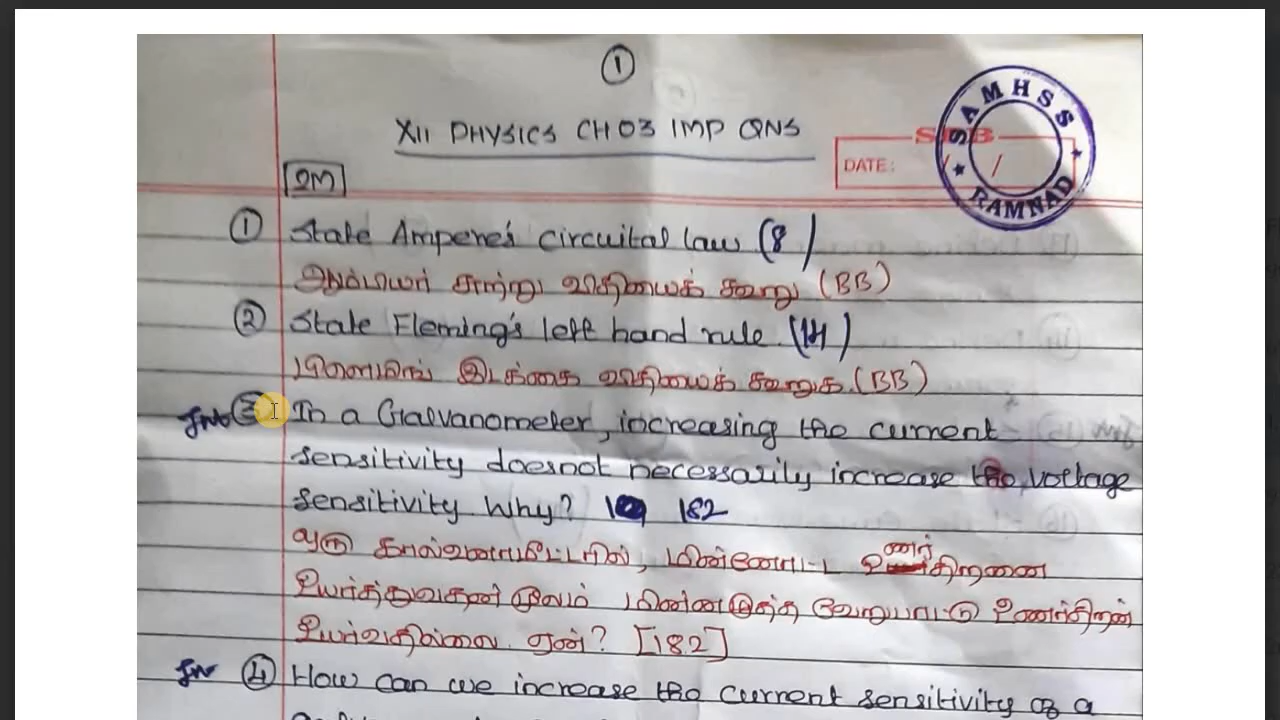 ①
XII PHYSICS CH 03 IMP QNS
SAMHSS
RAMNAD
DATE: / /
2M
① State Ampere's circuital law (8)
ஆம்பியர் சுற்று விதியைக் கூறு (BB)
② State Fleming's left hand rule. (14)
பிளெமிங் இடக்கை விதியைக் கூறுக. (BB)
③ In a Galvanometer, increasing the current
sensitivity doesnot necessarily increase the voltage
sensitivity Why? 182
ஒரு கால்வனாமீட்டரில், மின்னோட்ட உணர்திறனை
உயர்த்துவதன் மூலம் மின்னழுத்த வேறுபாட்டு உணர்திறன்
உயர்வதில்லை. ஏன்? [182]
④ How can we increase the current sensitivity of a